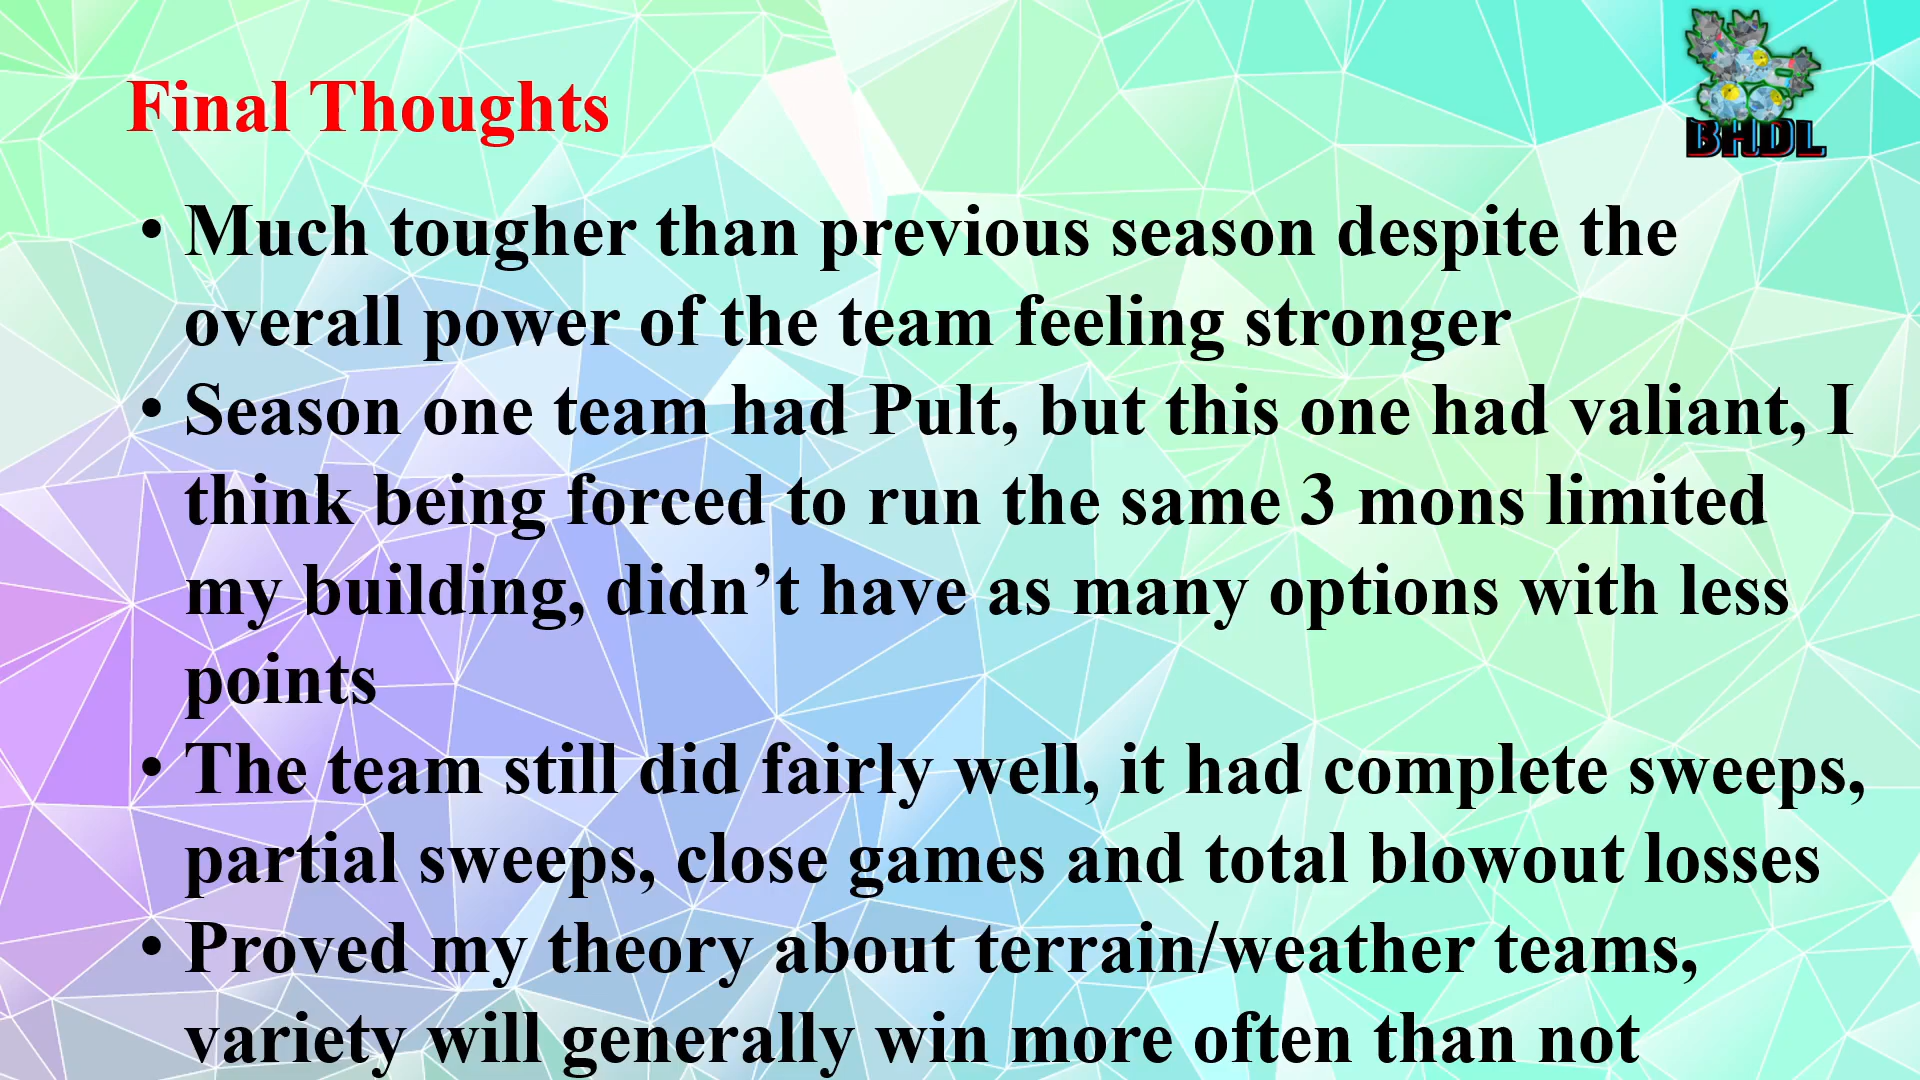 Final Thoughts
BHDL
• Much tougher than previous season despite the
overall power of the team feeling stronger
• Season one team had Pult, but this one had valiant, I
think being forced to run the same 3 mons limited
my building, didn’t have as many options with less
points
• The team still did fairly well, it had complete sweeps,
partial sweeps, close games and total blowout losses
• Proved my theory about terrain/weather teams,
variety will generally win more often than not